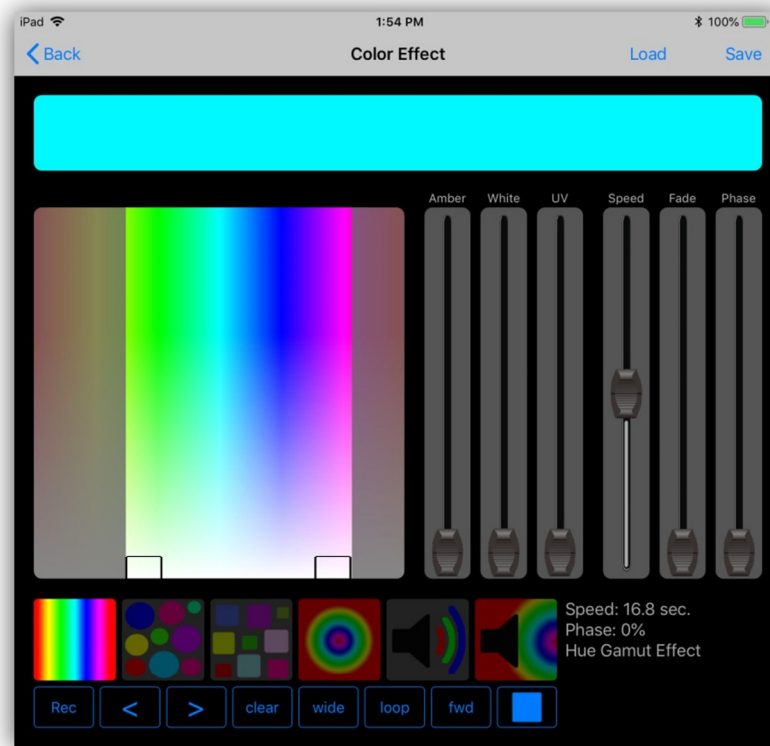 iPad 1:54 PM 100%
Back Color Effect Load Save
Amber White UV Speed Fade Phase
Speed: 16.8 sec.
Phase: 0%
Hue Gamut Effect
Rec < > clear wide loop fwd